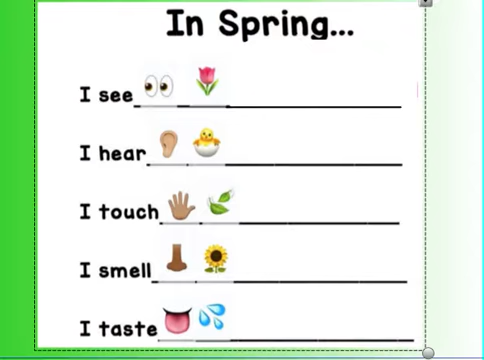 In Spring...
I see
I hear
I touch
I smell
I taste